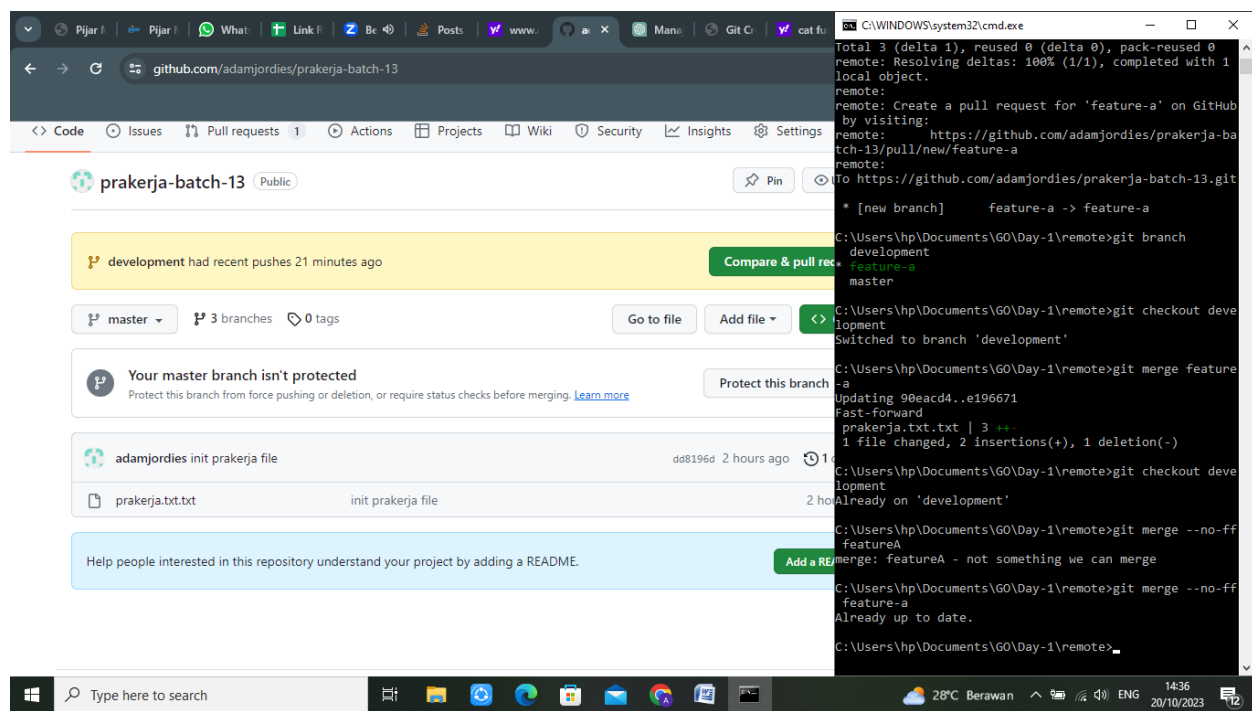 Pijar
Pijar
What
Link R
Be
Posts
www.
Mana
Git C
cat fu
github.com/adamjordies/prakerja-batch-13
Code
Issues
Pull requests 1
Actions
Projects
Wiki
Security
Insights
Settings
prakerja-batch-13 Public
Pin
development had recent pushes 21 minutes ago
Compare & pull rec
master
3 branches
0 tags
Go to file
Add file
Your master branch isn't protected
Protect this branch from force pushing or deletion, or require status checks before merging. Learn more
Protect this branch
adamjordies init prakerja file
dd8196d 2 hours ago
1
prakerja.txt.txt
init prakerja file
2 ho
Help people interested in this repository understand your project by adding a README.
Add a RE
C:\WINDOWS\system32\cmd.exe
Total 3 (delta 1), reused 0 (delta 0), pack-reused 0
remote: Resolving deltas: 100% (1/1), completed with 1
local object.
remote:
remote: Create a pull request for 'feature-a' on GitHub
by visiting:
remote:      https://github.com/adamjordies/prakerja-ba
tch-13/pull/new/feature-a
remote:
To https://github.com/adamjordies/prakerja-batch-13.git
* [new branch]      feature-a -> feature-a
C:\Users\hp\Documents\GO\Day-1\remote>git branch
development
* feature-a
master
C:\Users\hp\Documents\GO\Day-1\remote>git checkout deve
lopment
Switched to branch 'development'
C:\Users\hp\Documents\GO\Day-1\remote>git merge feature
-a
Updating 90eacd4..e196671
Fast-forward
prakerja.txt.txt | 3 ++-
1 file changed, 2 insertions(+), 1 deletion(-)
C:\Users\hp\Documents\GO\Day-1\remote>git checkout deve
lopment
Already on 'development'
C:\Users\hp\Documents\GO\Day-1\remote>git merge --no-ff
featureA
merge: featureA - not something we can merge
C:\Users\hp\Documents\GO\Day-1\remote>git merge --no-ff
feature-a
Already up to date.
C:\Users\hp\Documents\GO\Day-1\remote>
Type here to search
28°C Berawan
ENG
14:36
20/10/2023
12